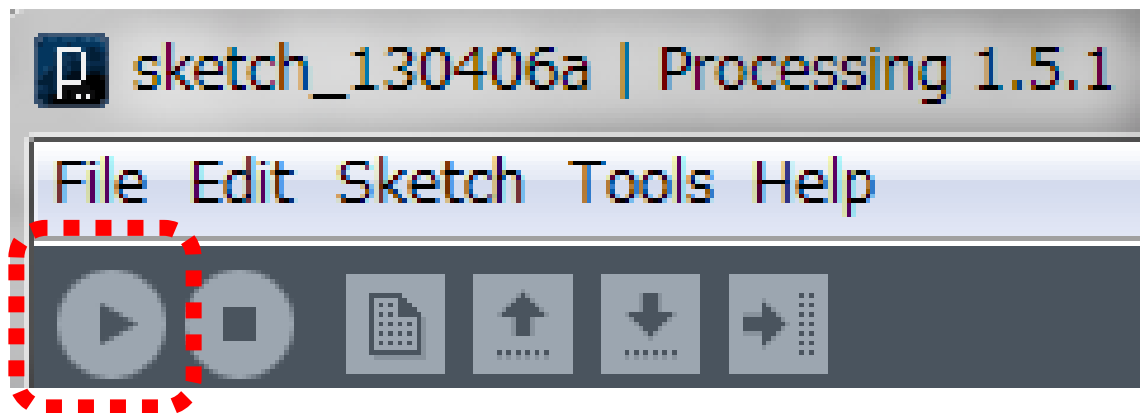 sketch_130406a | Processing 1.5.1
File Edit Sketch Tools Help